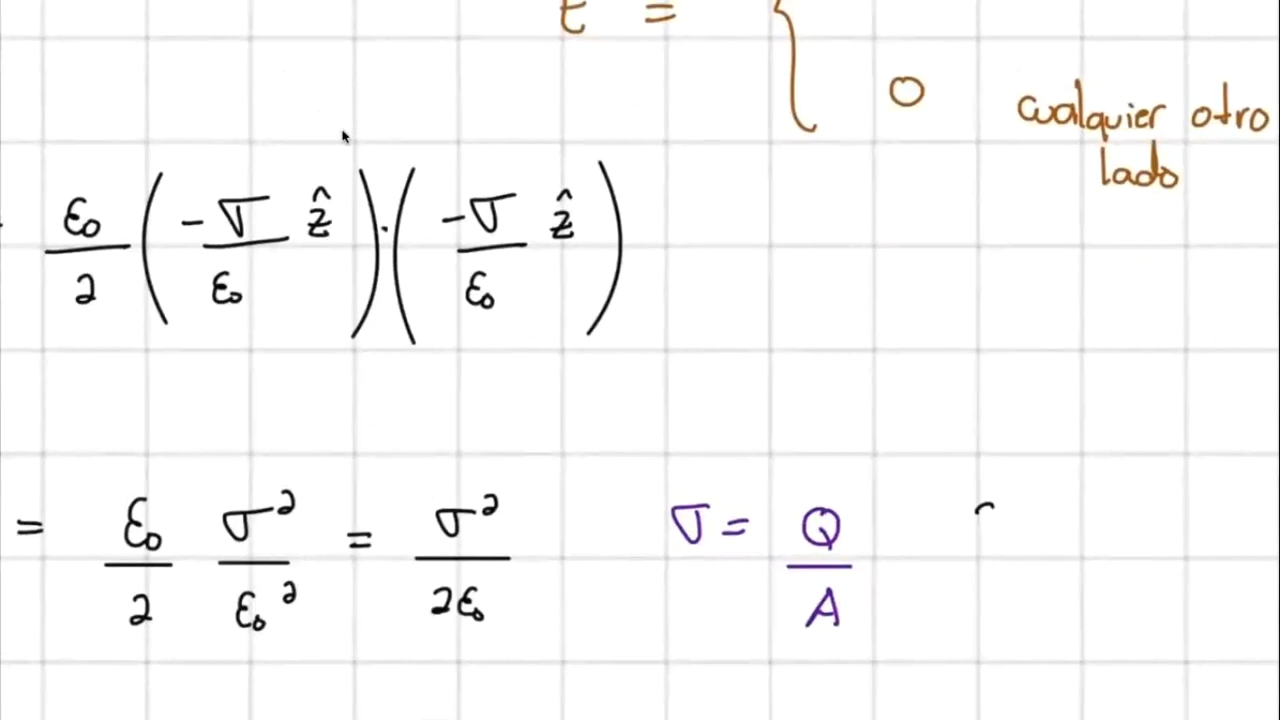 E = { 0 cualquier otro
lado
ε₀/2 (-σ/ε₀ ẑ)·(-σ/ε₀ ẑ)
= ε₀/2 σ²/ε₀² = σ²/2ε₀ σ = Q/A